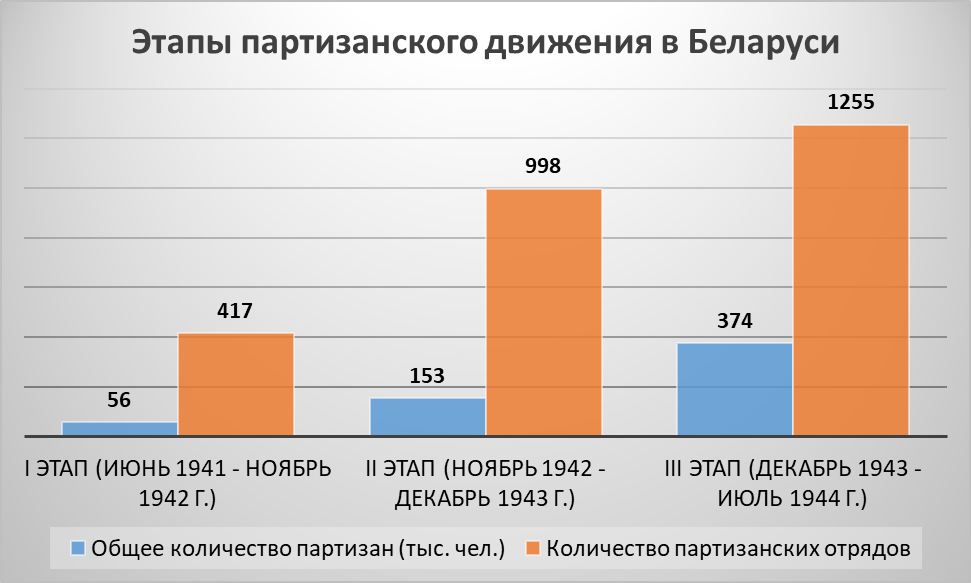 Этапы партизанского движения в Беларуси
1255
998
417
374
153
56
I ЭТАП (ИЮНЬ 1941 - НОЯБРЬ
1942 Г.)
II ЭТАП (НОЯБРЬ 1942 -
ДЕКАБРЬ 1943 Г.)
III ЭТАП (ДЕКАБРЬ 1943 -
ИЮЛЬ 1944 Г.)
Общее количество партизан (тыс. чел.)
Количество партизанских отрядов